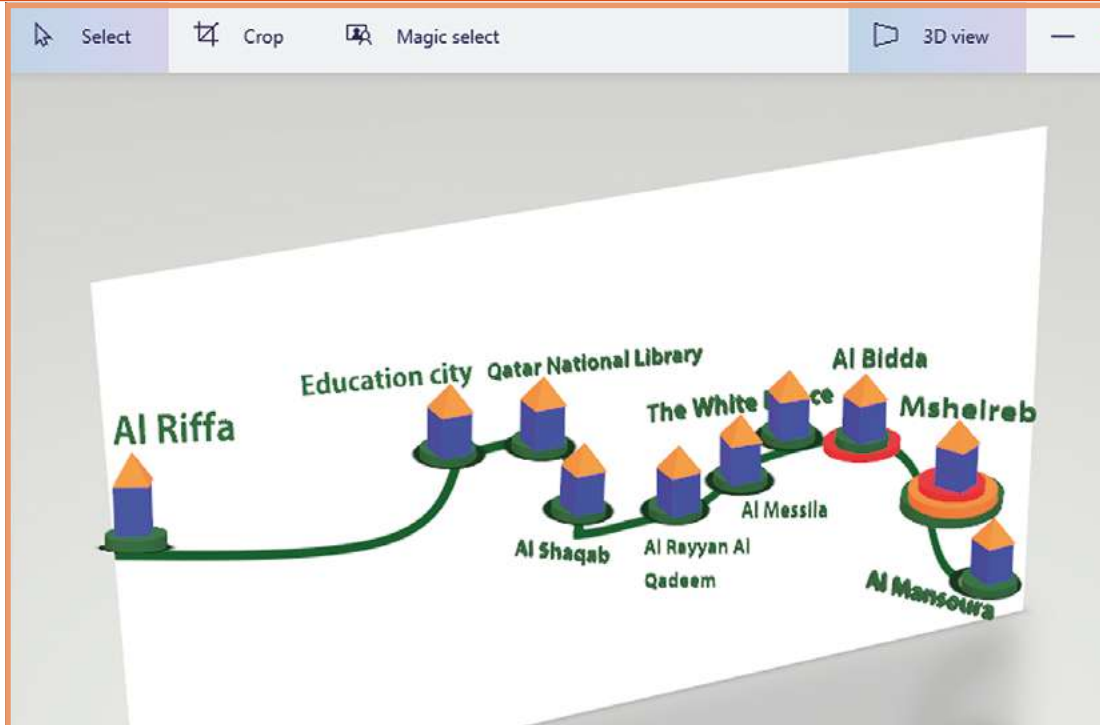 Select
Crop
Magic select
3D view
Al Riffa
Education city
Qatar National Library
The White
Al Bidda
Mshelreb
Al Shaqab
Al Rayyan Al
Qadeem
Al Messila
Al Mansoura